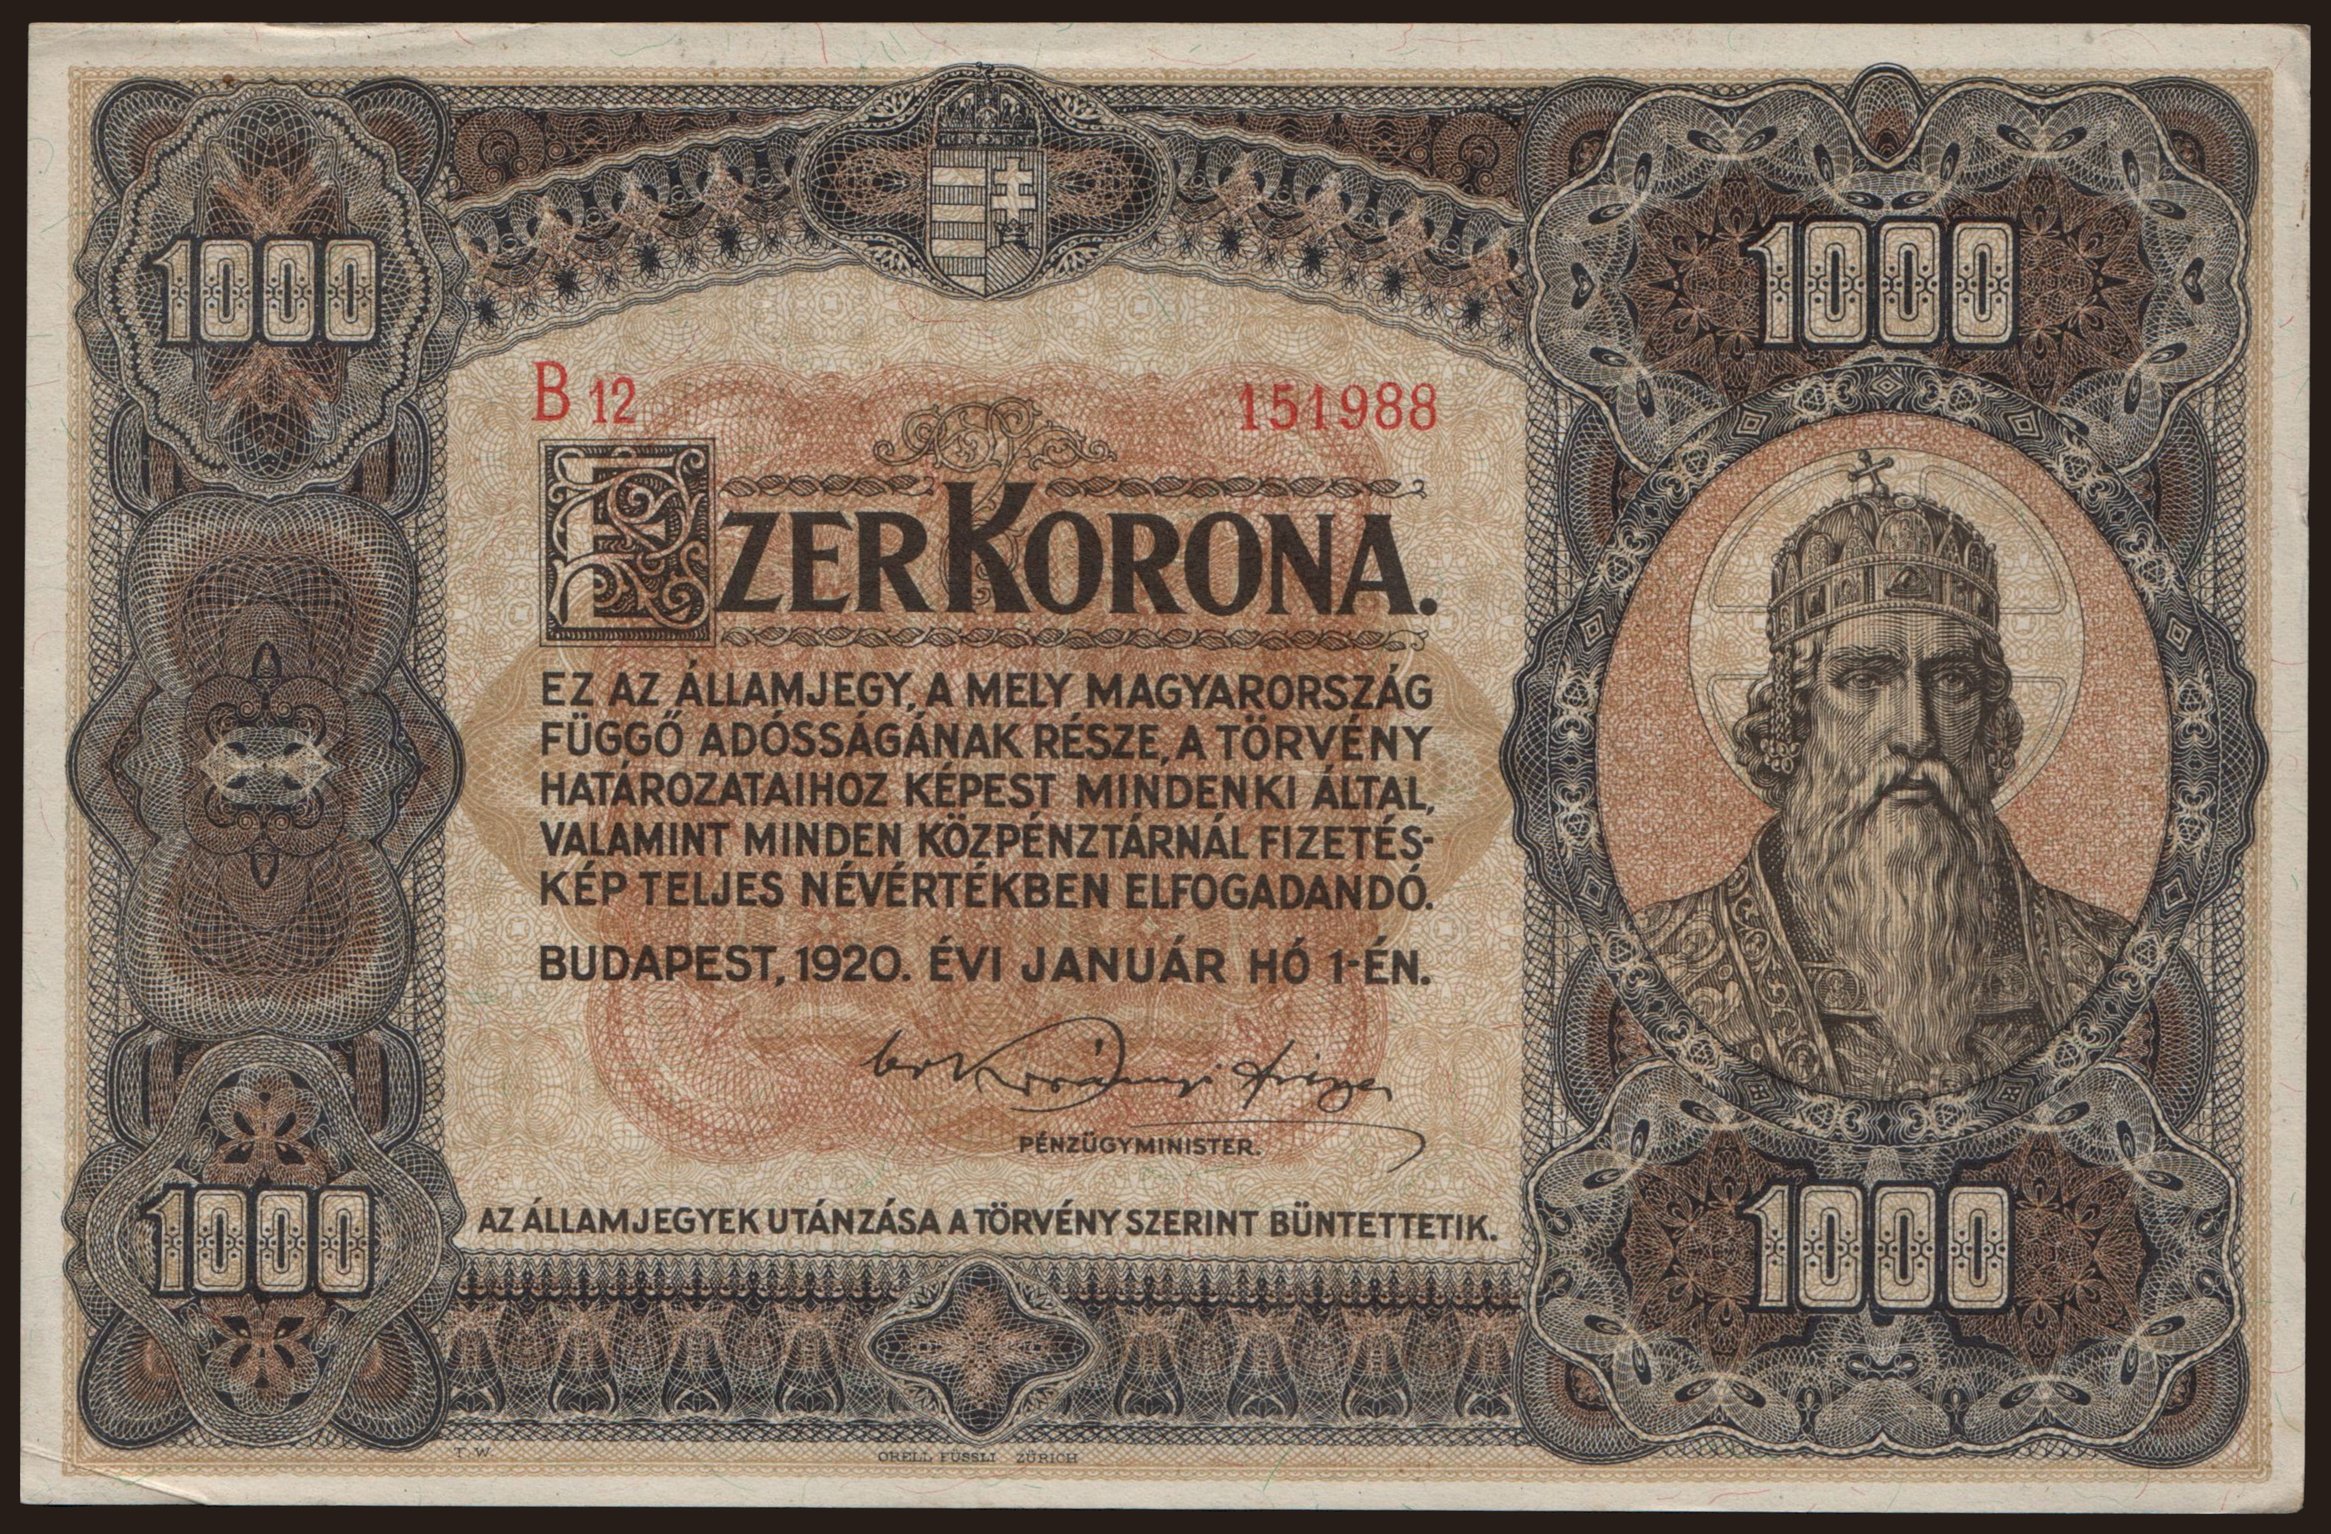 1000
1000
B 12
151988
EZER KORONA.
EZ AZ ÁLLAMJEGY, A MELY MAGYARORSZÁG
FÜGGŐ ADÓSSÁGÁNAK RÉSZE, A TÖRVÉNY
HATÁROZATAIHOZ KÉPEST MINDENKI ÁLTAL,
VALAMINT MINDEN KÖZPÉNZTÁRNÁL FIZETÉS-
KÉP TELJES NÉVÉRTÉKBEN ELFOGADANDÓ.
BUDAPEST, 1920. ÉVI JANUÁR HÓ 1-ÉN.
PÉNZÜGYMINISTER.
AZ ÁLLAMJEGYEK UTÁNZÁSA A TÖRVÉNY SZERINT BÜNTETTETIK.
1000
1000
T. W.
ORELL FÜSSLI ZÜRICH